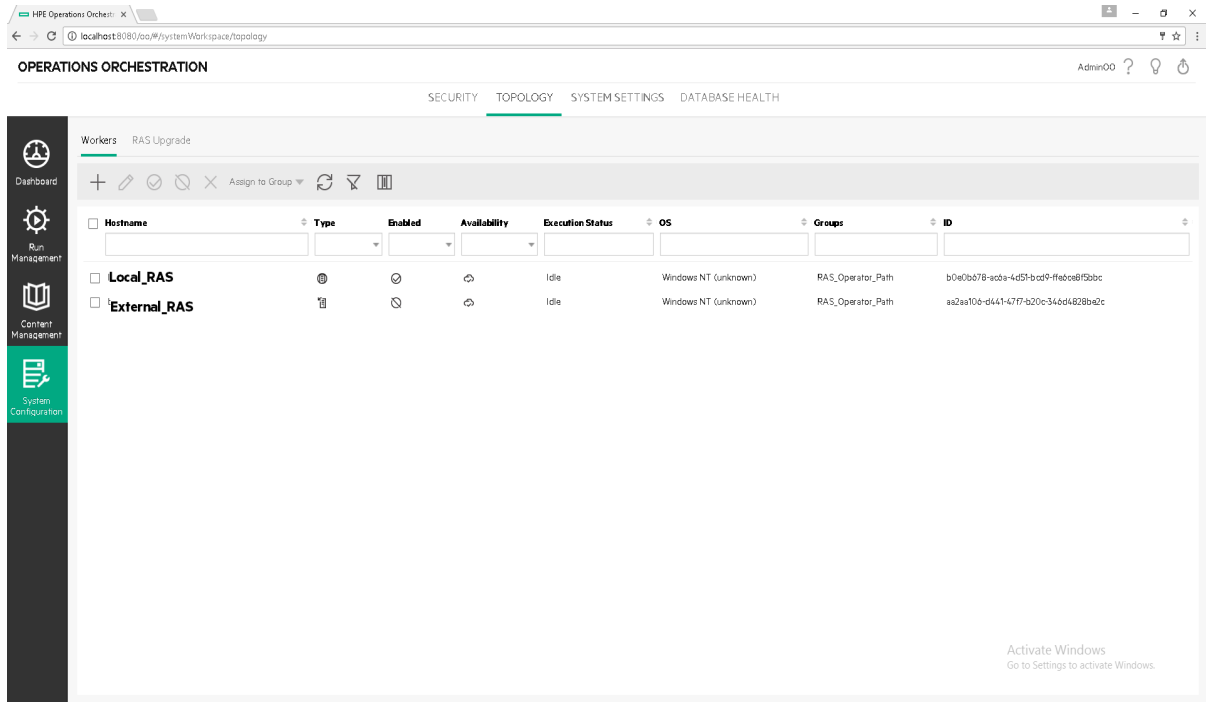 HPE Operations Orchestr
localhost:8080/oo/#/systemWorkspace/topology
OPERATIONS ORCHESTRATION
AdminOO
SECURITY TOPOLOGY SYSTEM SETTINGS DATABASE HEALTH
Workers RAS Upgrade
Assign to Group
Dashboard
Run
Management
Content
Management
System
Configuration
Hostname Type Enabled Availability Execution Status OS Groups ID
Local_RAS Idle Windows NT (unknown) RAS_Operator_Path b0e0b678-ac6a-4d51-bcd9-ffe6ce8f5bbc
External_RAS Idle Windows NT (unknown) RAS_Operator_Path aa2aa106-d441-47f7-b20c-346d4828be2c
Activate Windows
Go to Settings to activate Windows.